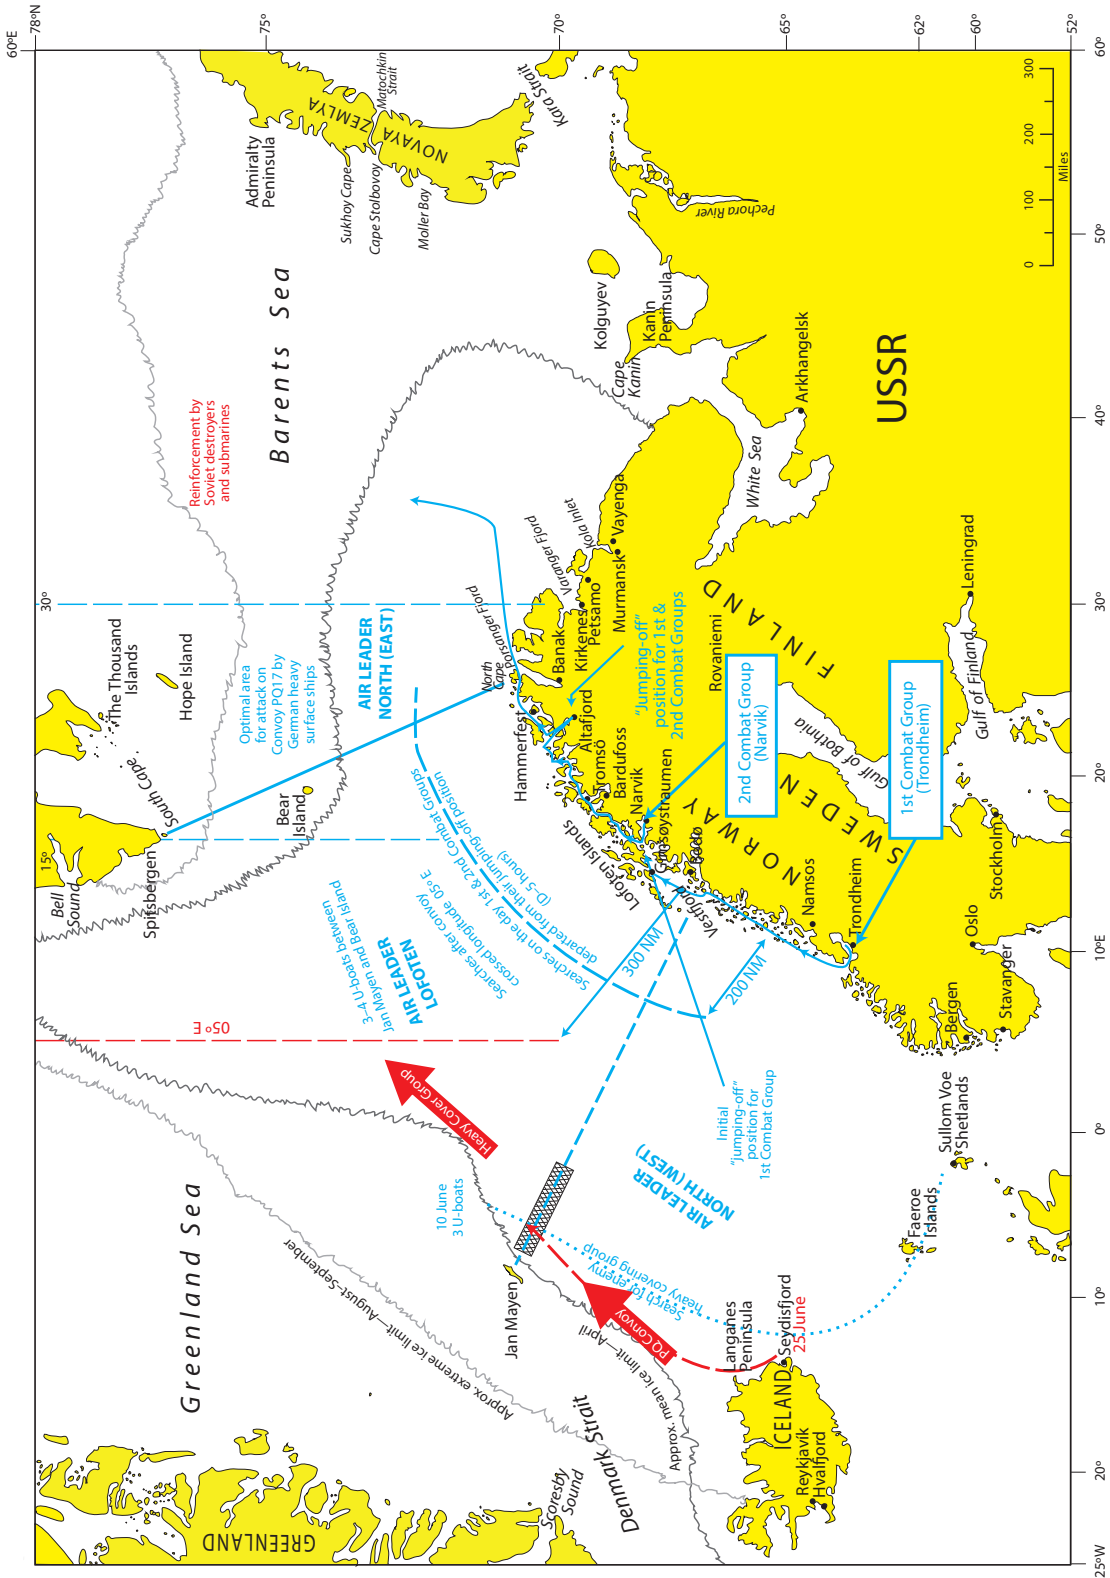 60°E
78°N
75°
70°
65°
62°
60°
52°
60°
50°
40°
30°
20°
10°E
0°
10°
20°
25°W
30°
15°
Greenland Sea
Barents Sea
GREENLAND
Scoresby
Sound
Denmark Strait
Approx. extreme ice limit—August–September
Approx. mean ice limit—April
Jan Mayen
ICELAND
Reykjavík
Hvalfjord
Langanes
Peninsula
Seydisfjord
25 June
PQ Convoy
Heavy Cover Group
Search for enemy
heavy covering group
10 June
3 U-boats
Faeroe
Islands
Sullom Voe
Shetlands
AIR LEADER
NORTH (WEST)
Initial
"jumping-off"
position for
1st Combat Group
05° E
3–4 U-boats between
Jan Mayen and Bear Island
AIR LEADER
LOFOTEN
Searches after convoy
crossed longitude 05° E
Searches on the day 1st & 2nd Combat Groups
departed from their jumping-off position
(D-5 hours)
300 NM
200 NM
Bell
Sound
Spitsbergen
South Cape
The Thousand
Islands
Hope Island
Bear
Island
Optimal area
for attack on
Convoy PQ17 by
German heavy
surface ships
AIR LEADER
NORTH (EAST)
Reinforcement by
Soviet destroyers
and submarines
Admiralty
Peninsula
Sukhoy Cape
Cape Stolbovoy
Moller Bay
Matochkin
Strait
NOVAYA
ZEMLYA
Kara Strait
Pechora River
Kolguyev
Kanin
Peninsula
Cape
Kanin
White Sea
Arkhangelsk
USSR
Kola Inlet
Varanger Fjord
Porsanger Fjord
North
Cape
Vayenga
Murmansk
Petsamo
Kirkenes
Banak
Hammerfest
Altafjord
Tromsö
Bardufoss
Narvik
Gimsøystraumen
Lofoten Islands
Vestfjord
Bodø
Namsos
Trondheim
Bergen
Stavanger
Oslo
Stockholm
Leningrad
Gulf of Finland
Gulf of Bothnia
Rovaniemi
FINLAND
SWEDEN
NORWAY
"Jumping-off"
position for 1st &
2nd Combat Groups
2nd Combat Group
(Narvik)
1st Combat Group
(Trondheim)
0
100
200
300
Miles